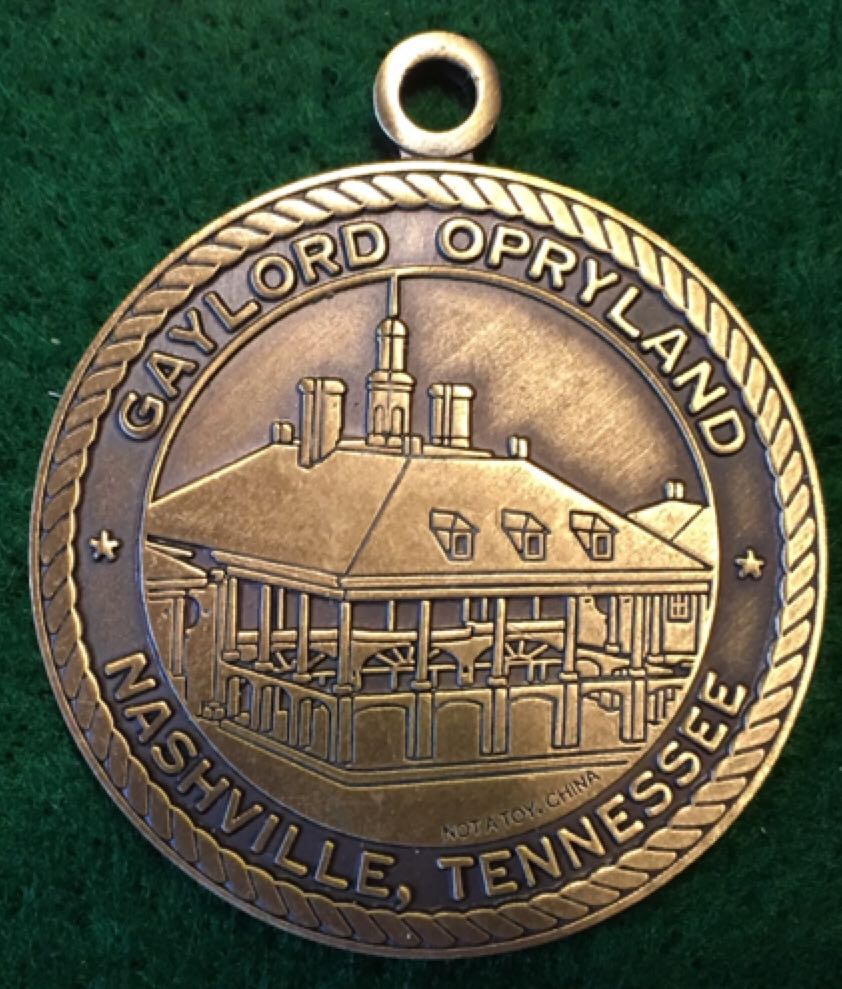 GAYLORD OPRYLAND
NOT A TOY. CHINA
NASHVILLE, TENNESSEE